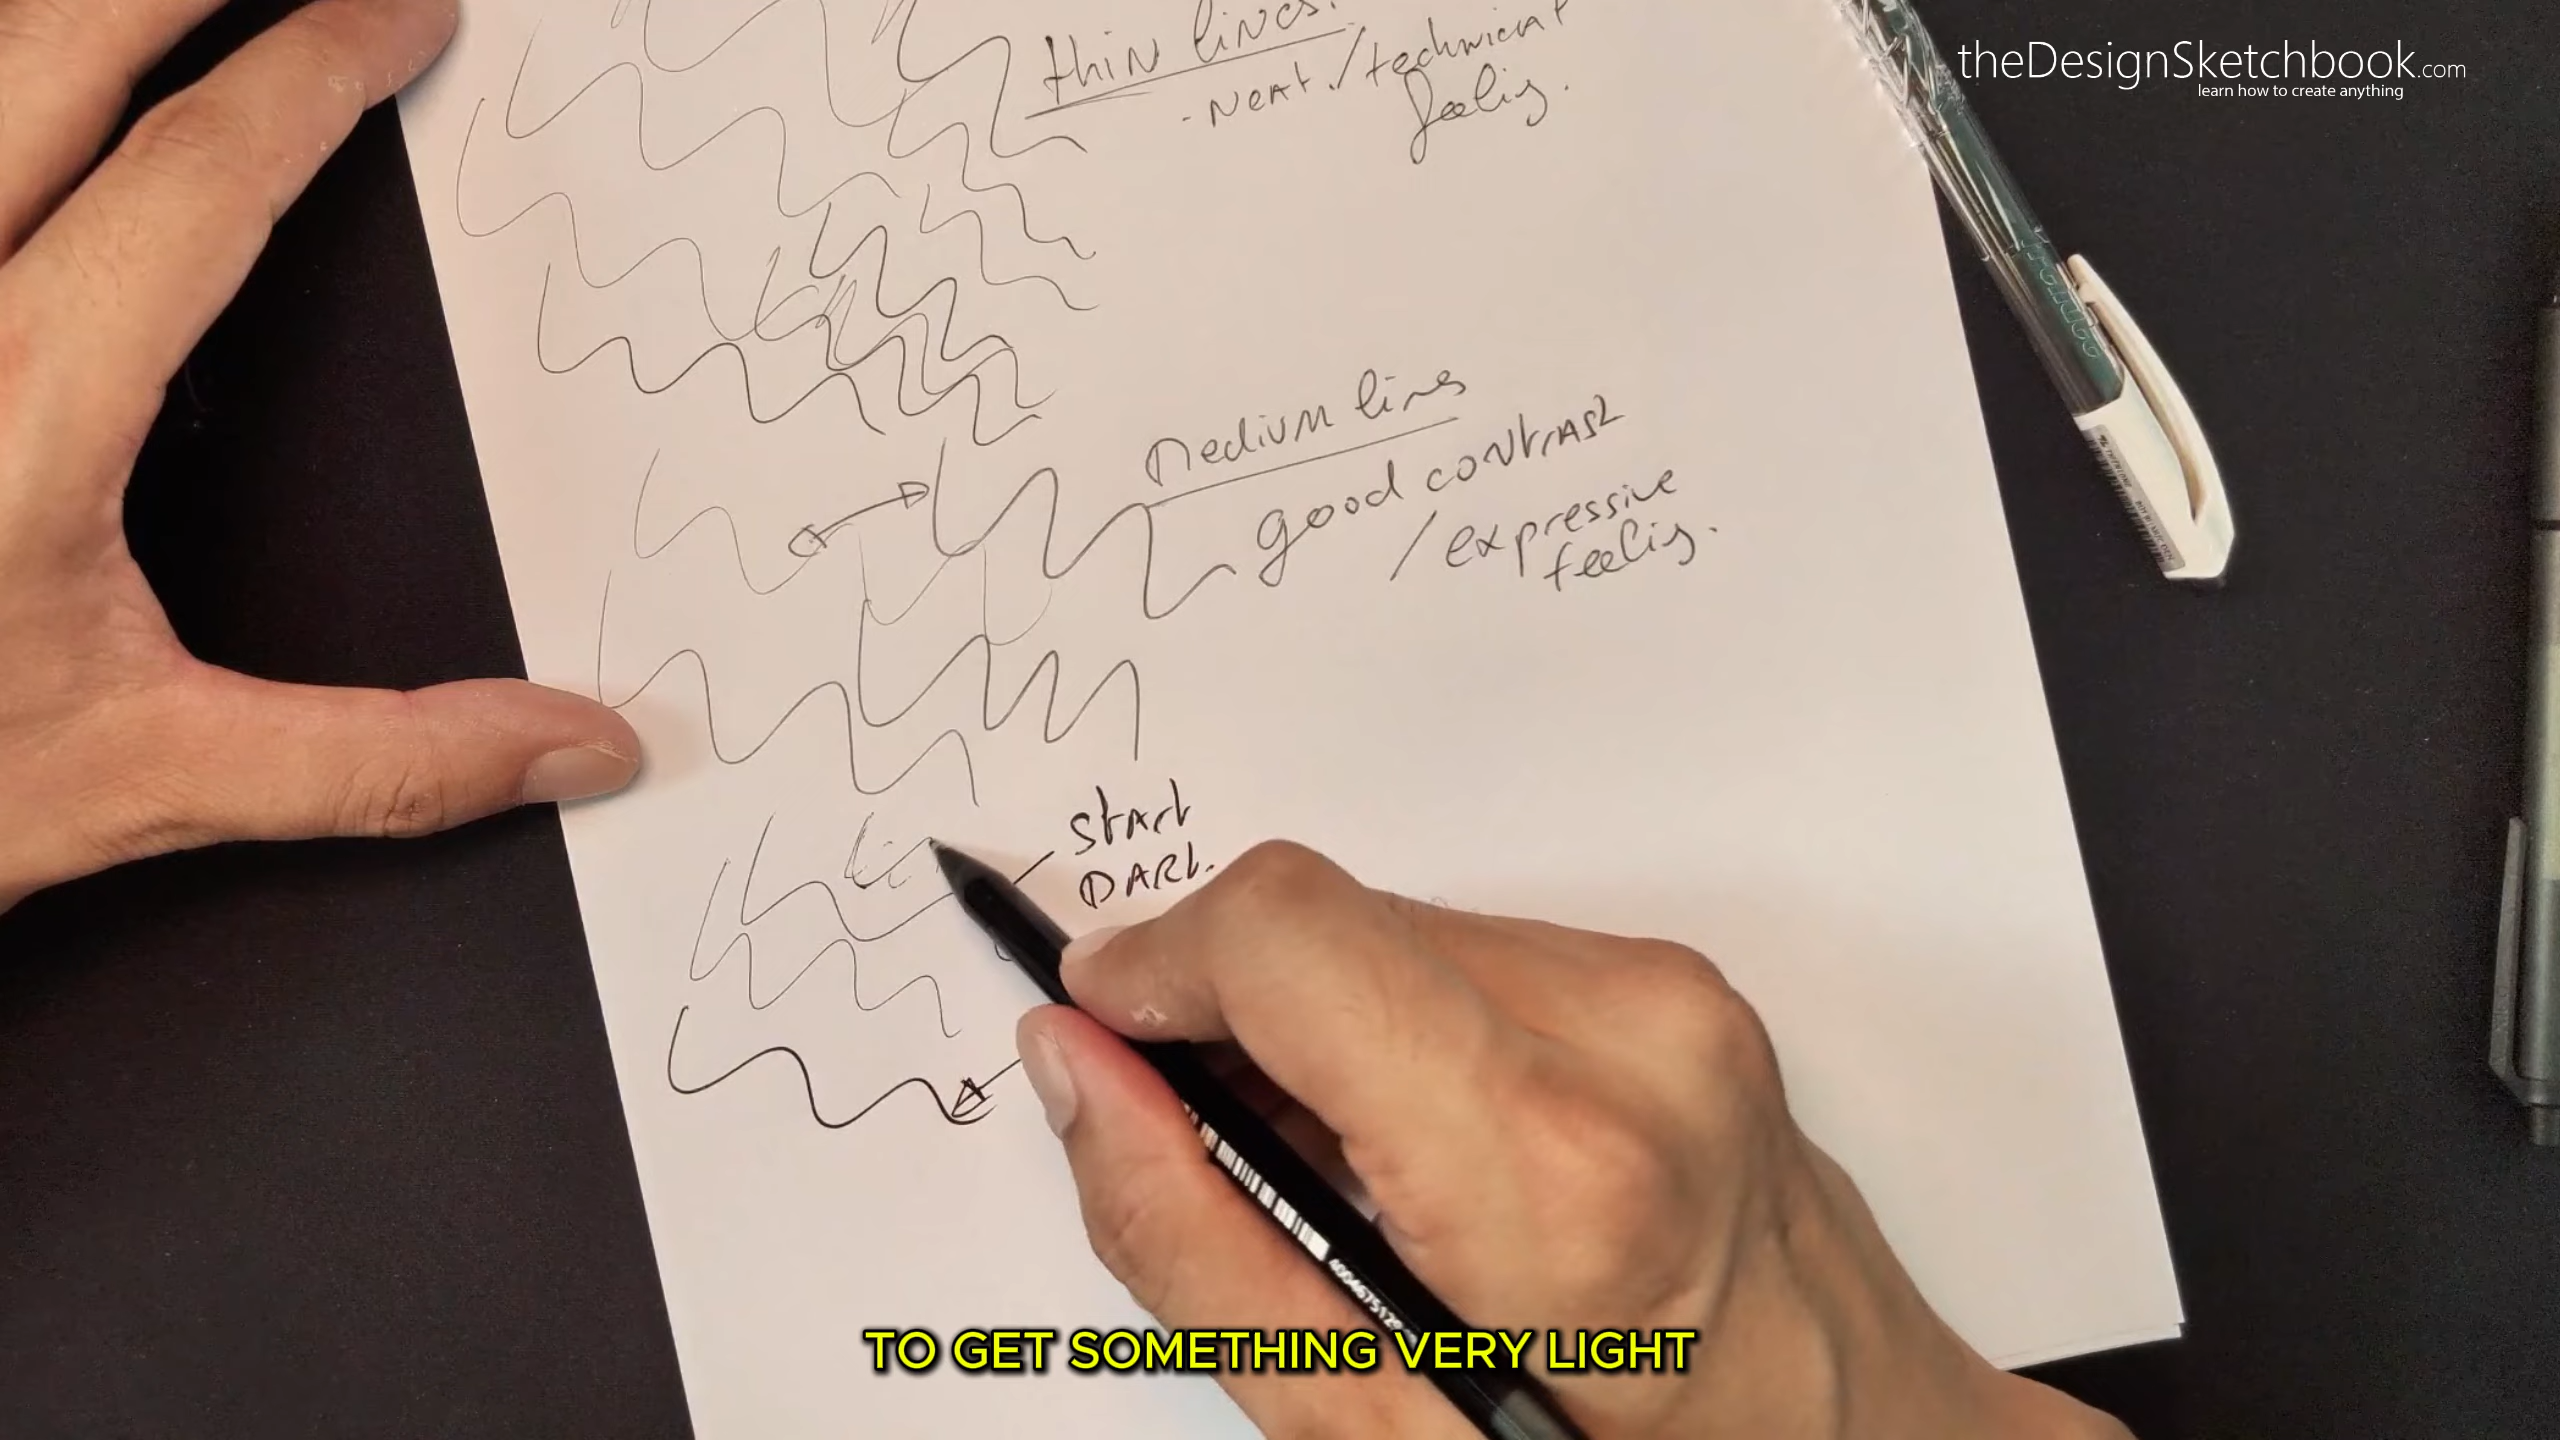 theDesignSketchbook.com
learn how to create anything
thin lines.
- Neat. / technical
feelig.
Medium lines
good contrast
/ expressive
feelig.
Start
DARk.
TO GET SOMETHING VERY LIGHT